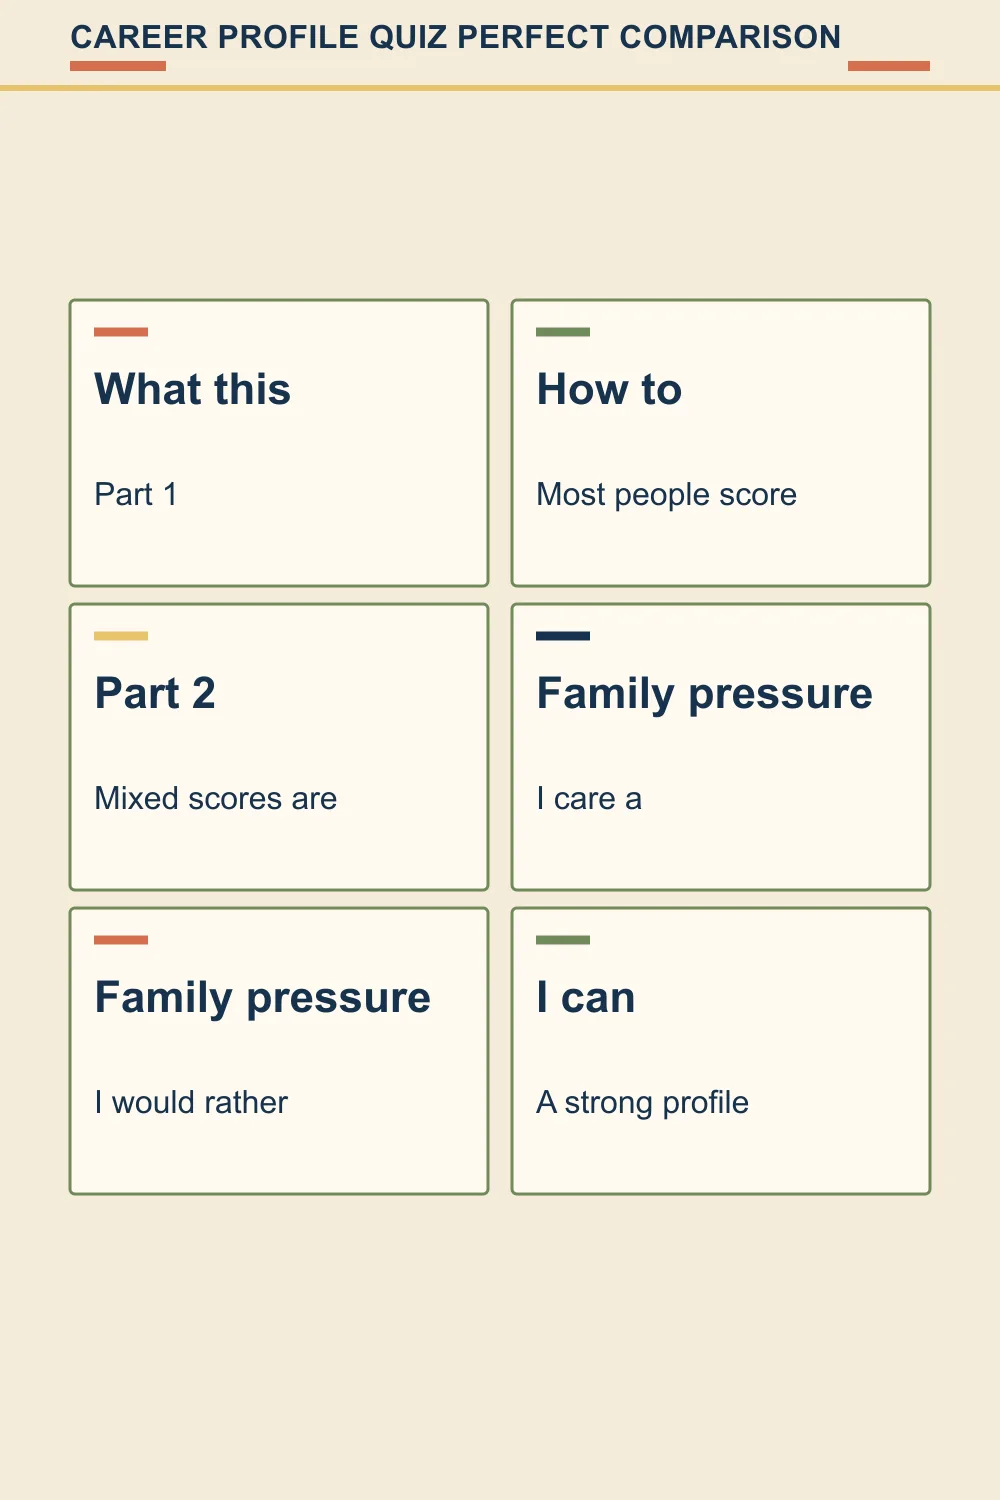 CAREER PROFILE QUIZ PERFECT COMPARISON
What this
Part 1
How to
Most people score
Part 2
Mixed scores are
Family pressure
I care a
Family pressure
I would rather
I can
A strong profile